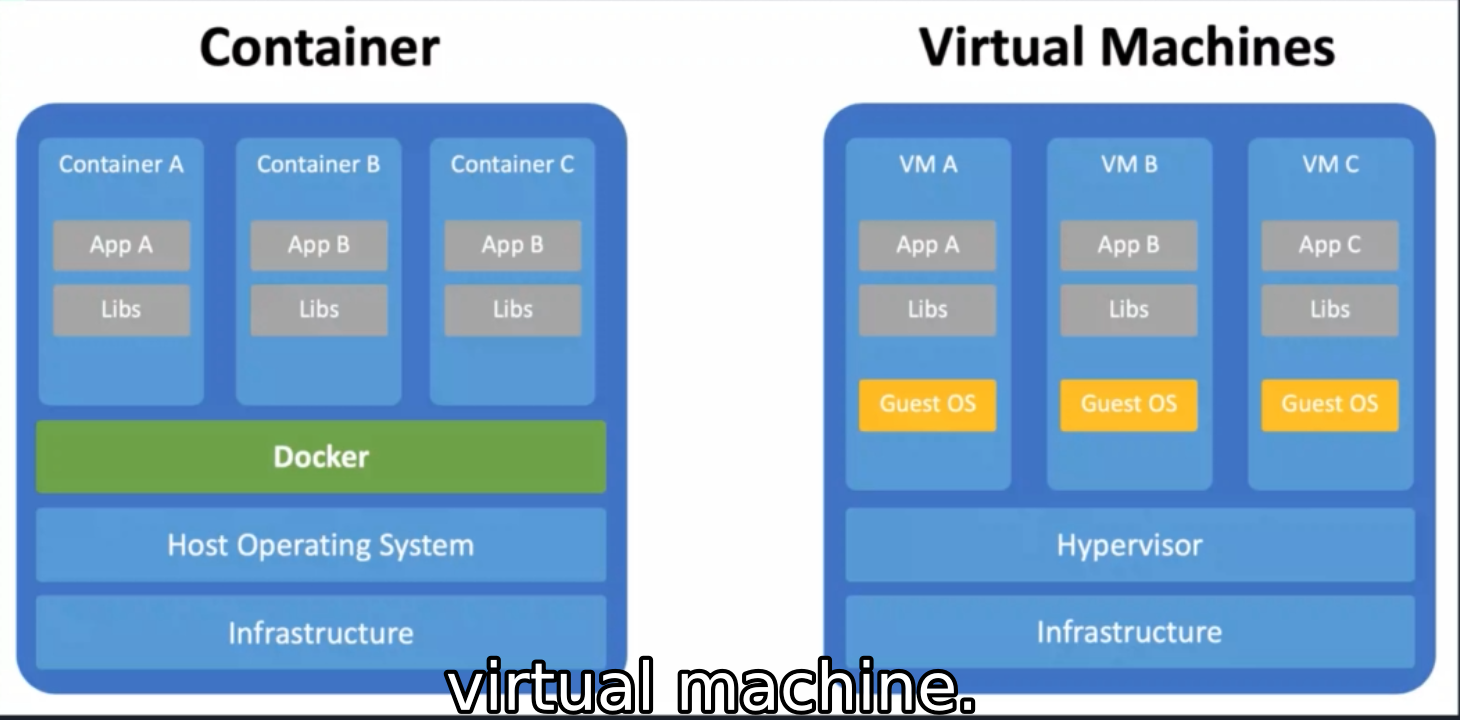 Container
Container A
Container B
Container C
App A
App B
App B
Libs
Libs
Libs
Docker
Host Operating System
Infrastructure
Virtual Machines
VM A
VM B
VM C
App A
App B
App C
Libs
Libs
Libs
Guest OS
Guest OS
Guest OS
Hypervisor
Infrastructure
virtual machine.